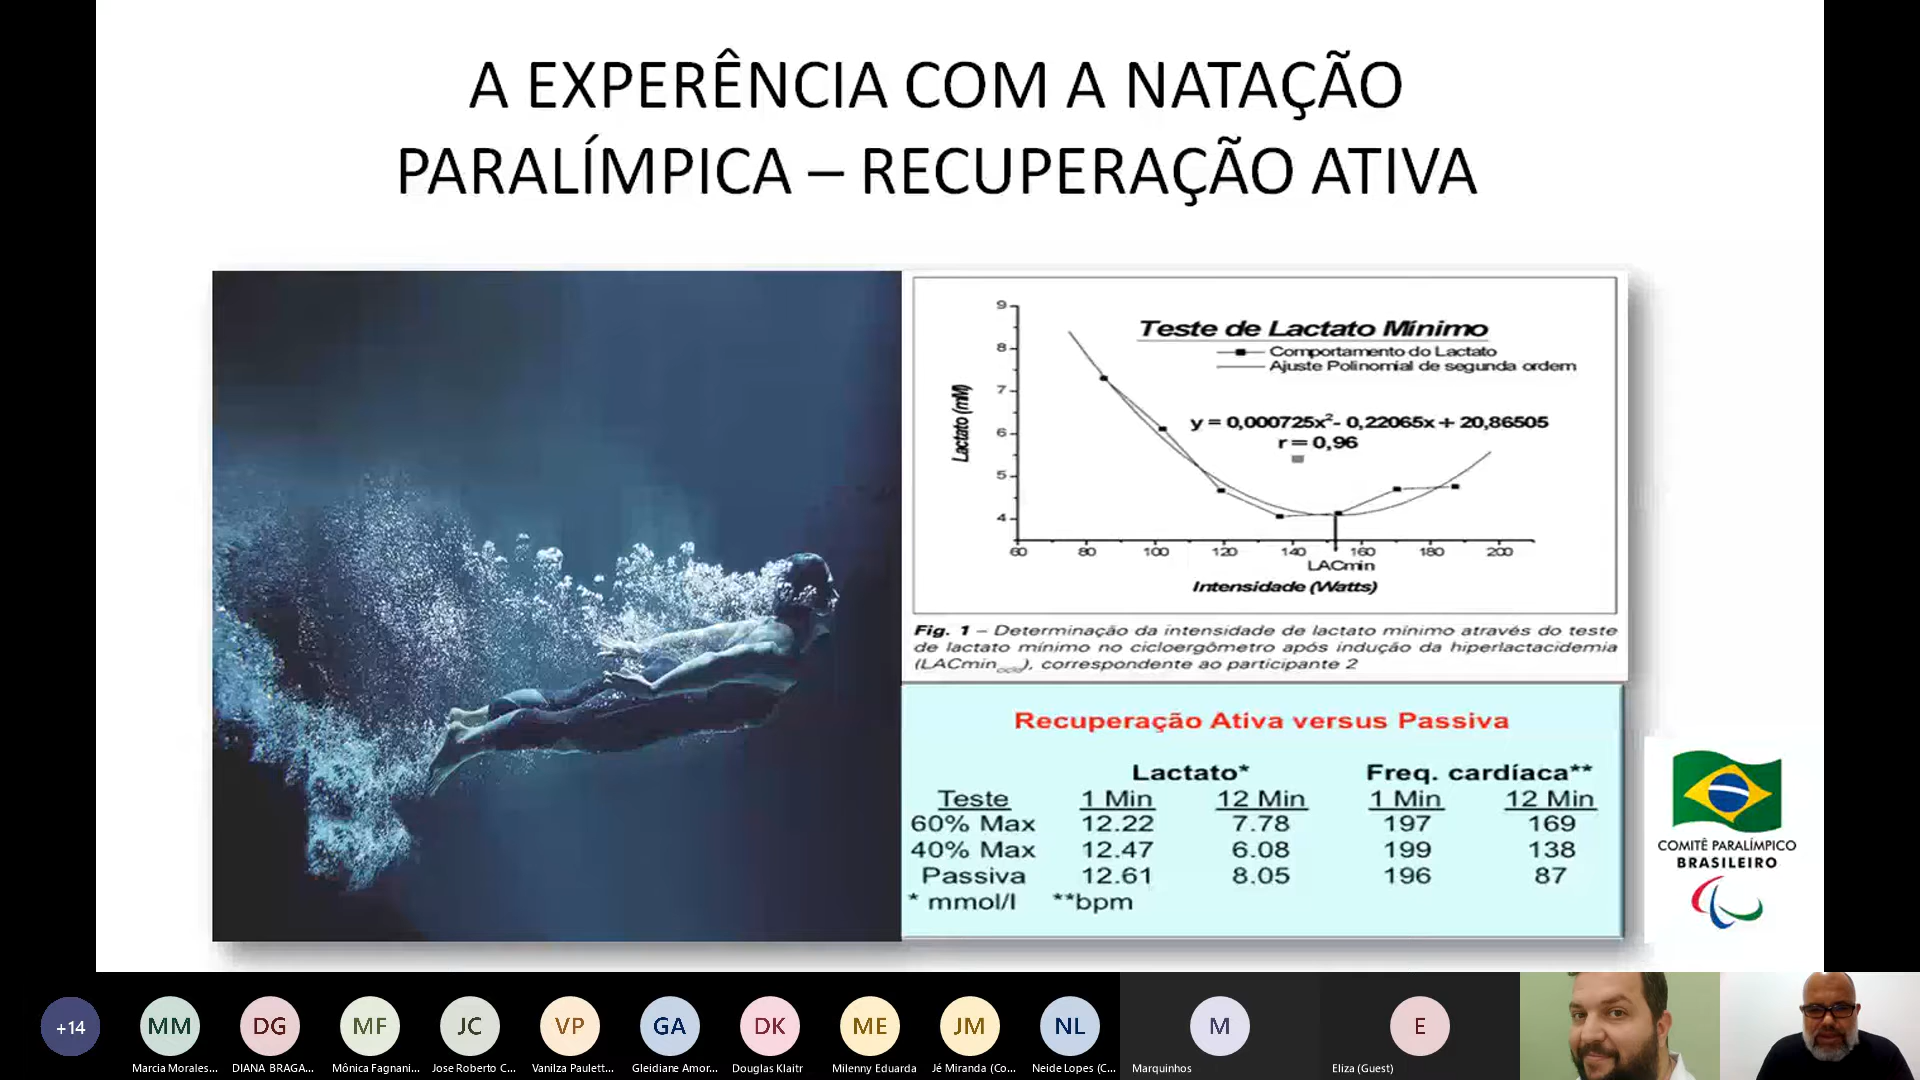 A EXPERÊNCIA COM A NATAÇÃO
PARALÍMPICA – RECUPERAÇÃO ATIVA
Teste de Lactato Mínimo
Comportamento do Lactato
Ajuste Polinomial de segunda ordem
y = 0,000725x²- 0,22065x + 20,86505
r = 0,96
Lactato (mM)
9
8
7
6
5
4
60 80 100 120 140 160 180 200
LACmin
Intensidade (Watts)
Fig. 1 – Determinação da intensidade de lactato mínimo através do teste
de lactato mínimo no cicloergômetro após indução da hiperlactacidemia
(LACmin), correspondente ao participante 2
Recuperação Ativa versus Passiva
Lactato* Freq. cardíaca**
Teste 1 Min 12 Min 1 Min 12 Min
60% Max 12.22 7.78 197 169
40% Max 12.47 6.08 199 138
Passiva 12.61 8.05 196 87
* mmol/l **bpm
COMITÊ PARALÍMPICO
BRASILEIRO
+14 MM DG MF JC VP GA DK ME JM NL M E
Marcia Morales... DIANA BRAGA... Mônica Fagnani... Jose Roberto C... Vanilza Paulett... Gleidiane Amor... Douglas Klaitr Milenny Eduarda Jé Miranda (Co... Neide Lopes (C... Marquinhos Eliza (Guest)